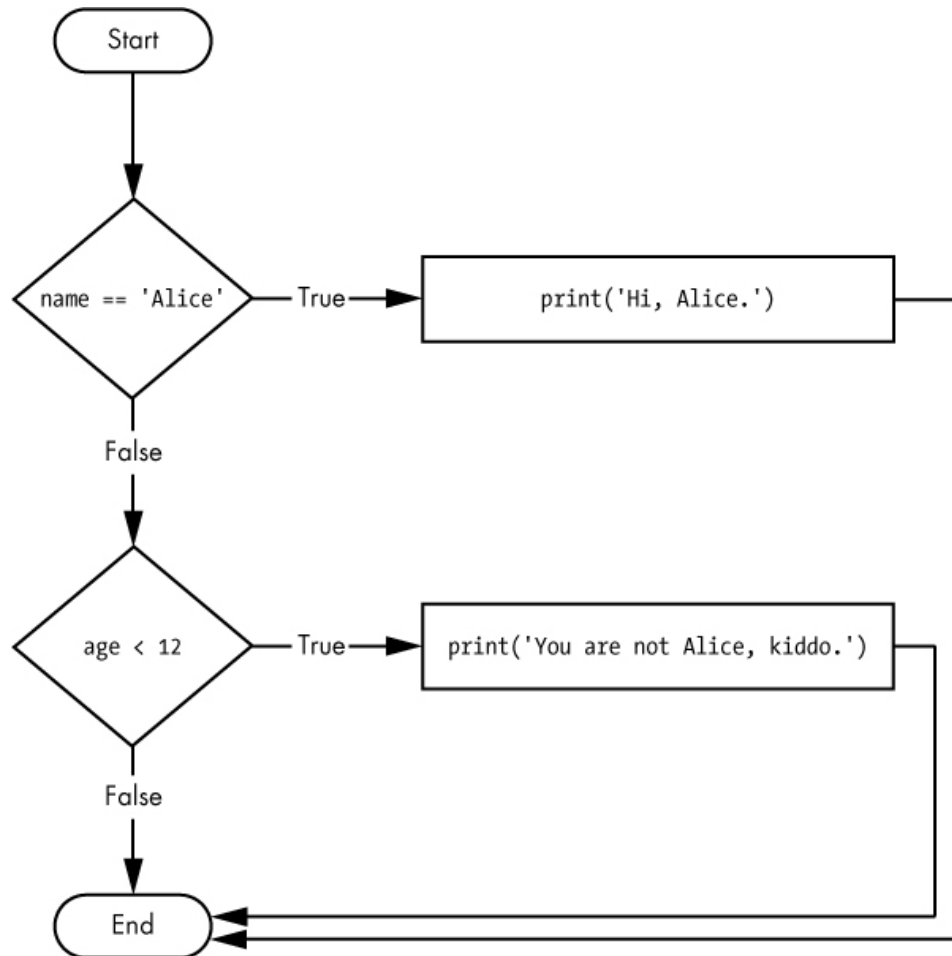 Start
name == 'Alice'
True
print('Hi, Alice.')
False
age < 12
True
print('You are not Alice, kiddo.')
False
End